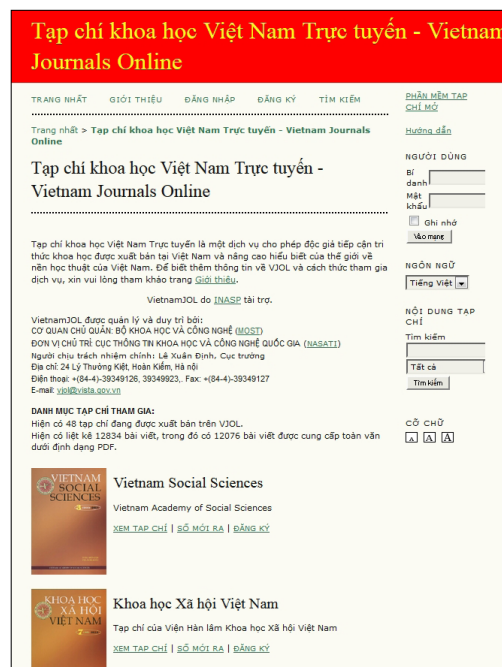 Tạp chí khoa học Việt Nam Trực tuyến - Vietnam
Journals Online
TRANG NHẤT GIỚI THIỆU ĐĂNG NHẬP ĐĂNG KÝ TÌM KIẾM
Trang nhất > Tạp chí khoa học Việt Nam Trực tuyến - Vietnam Journals
Online
Tạp chí khoa học Việt Nam Trực tuyến -
Vietnam Journals Online
Tạp chí khoa học Việt Nam Trực tuyến là một dịch vụ cho phép độc giả tiếp cận tri
thức khoa học được xuất bản tại Việt Nam và nâng cao hiểu biết của thế giới về
nền học thuật của Việt Nam. Để biết thêm thông tin về VJOL và cách thức tham gia
dịch vụ, xin vui lòng tham khảo trang Giới thiệu.
VietnamJOL do INASP tài trợ.
VietnamJOL được quản lý và duy trì bởi:
CƠ QUAN CHỦ QUẢN: BỘ KHOA HỌC VÀ CÔNG NGHỆ (MOST)
ĐƠN VỊ CHỦ TRÌ: CỤC THÔNG TIN KHOA HỌC VÀ CÔNG NGHỆ QUỐC GIA (NASATI)
Người chịu trách nhiệm chính: Lê Xuân Định, Cục trưởng
Địa chỉ: 24 Lý Thường Kiệt, Hoàn Kiếm, Hà nội
Điện thoại: +(84-4)-39349126, 39349923,. Fax: +(84-4)-39349127
E-mail: vjol@vista.gov.vn
DANH MỤC TẠP CHÍ THAM GIA:
Hiện có 48 tạp chí đang được xuất bản trên VJOL.
Hiện có liệt kê 12834 bài viết, trong đó có 12076 bài viết được cung cấp toàn văn
dưới định dạng PDF.
VIETNAM
SOCIAL
SCIENCES
4
Vietnam Social Sciences
Vietnam Academy of Social Sciences
XEM TẠP CHÍ | SỐ MỚI RA | ĐĂNG KÝ
KHOA HỌC
XÃ HỘI
VIỆT NAM
7
Khoa học Xã hội Việt Nam
Tạp chí của Viện Hàn lâm Khoa học Xã hội Việt Nam
XEM TẠP CHÍ | SỐ MỚI RA | ĐĂNG KÝ
PHẦN MỀM TẠP
CHÍ MỞ
Hướng dẫn
NGƯỜI DÙNG
Bí
danh
Mật
khẩu
Ghi nhớ
Vào mạng
NGÔN NGỮ
Tiếng Việt
NỘI DUNG TẠP
CHÍ
Tìm kiếm
Tất cả
Tìm kiếm
CỠ CHỮ
A A A